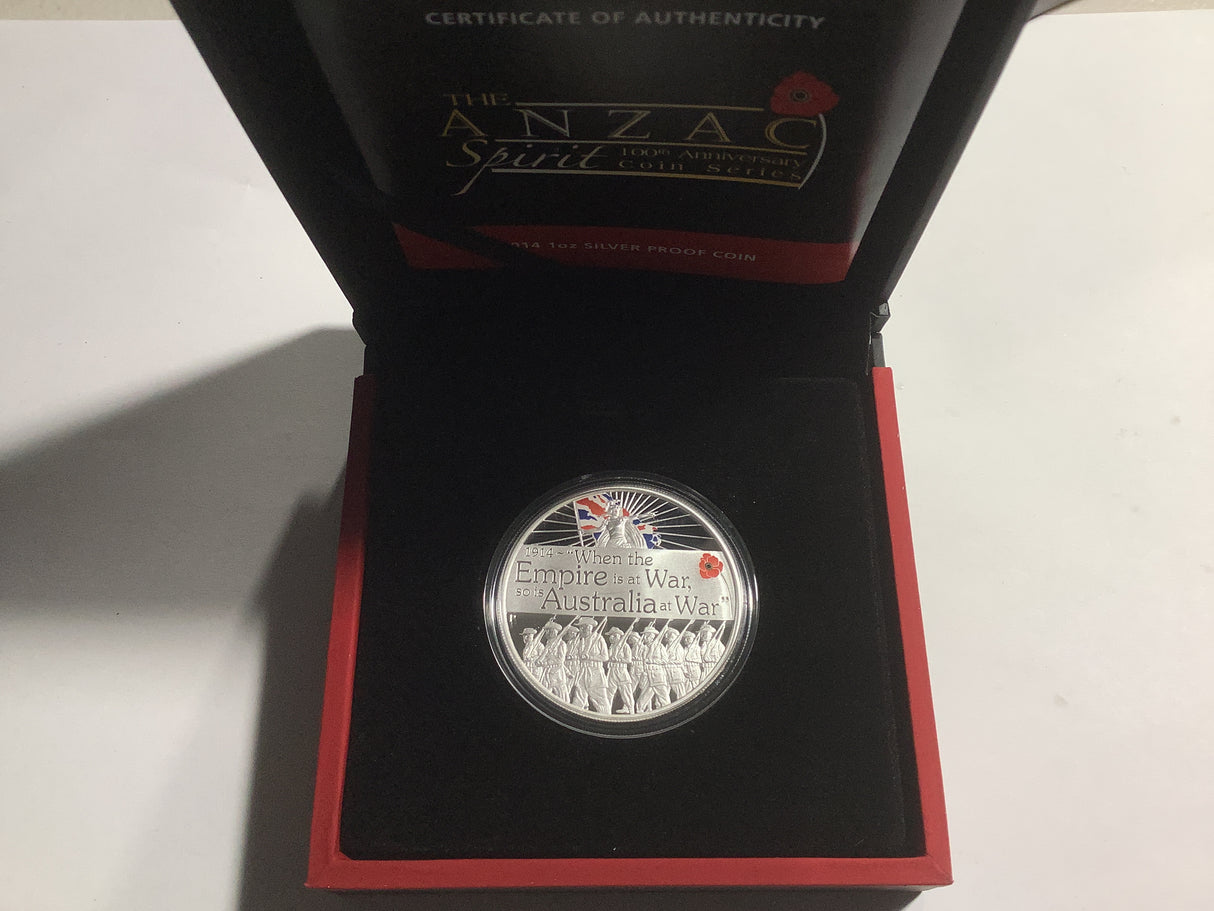 CERTIFICATE OF AUTHENTICITY
THE
ANZAC
Spirit 100th Anniversary
Coin Series
014 1oz SILVER PROOF COIN
1914 - "When the
Empire is at War,
so is Australia at War"